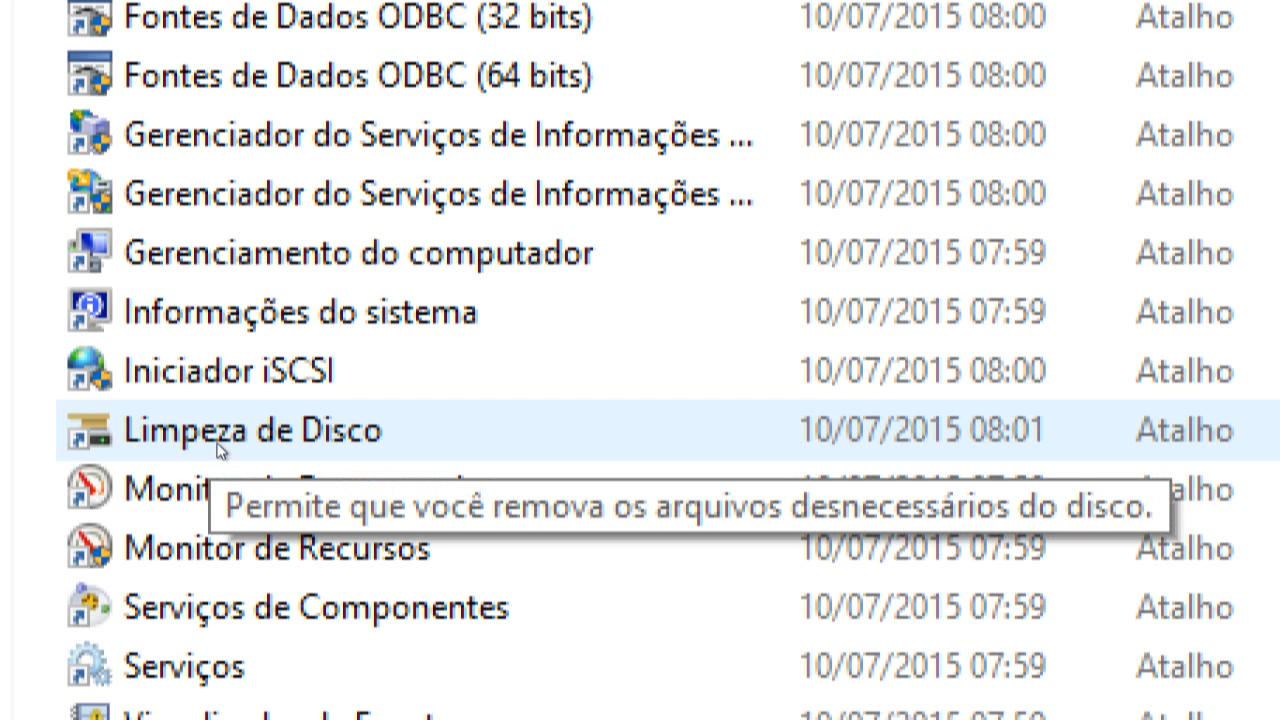 Fontes de Dados ODBC (32 bits) 10/07/2015 08:00 Atalho
Fontes de Dados ODBC (64 bits) 10/07/2015 08:00 Atalho
Gerenciador do Serviços de Informações ... 10/07/2015 08:00 Atalho
Gerenciador do Serviços de Informações ... 10/07/2015 08:00 Atalho
Gerenciamento do computador 10/07/2015 07:59 Atalho
Informações do sistema 10/07/2015 07:59 Atalho
Iniciador iSCSI 10/07/2015 08:00 Atalho
Limpeza de Disco 10/07/2015 08:01 Atalho
Permite que você remova os arquivos desnecessários do disco.
Monitor de Recursos 10/07/2015 07:59 Atalho
Serviços de Componentes 10/07/2015 07:59 Atalho
Serviços 10/07/2015 07:59 Atalho